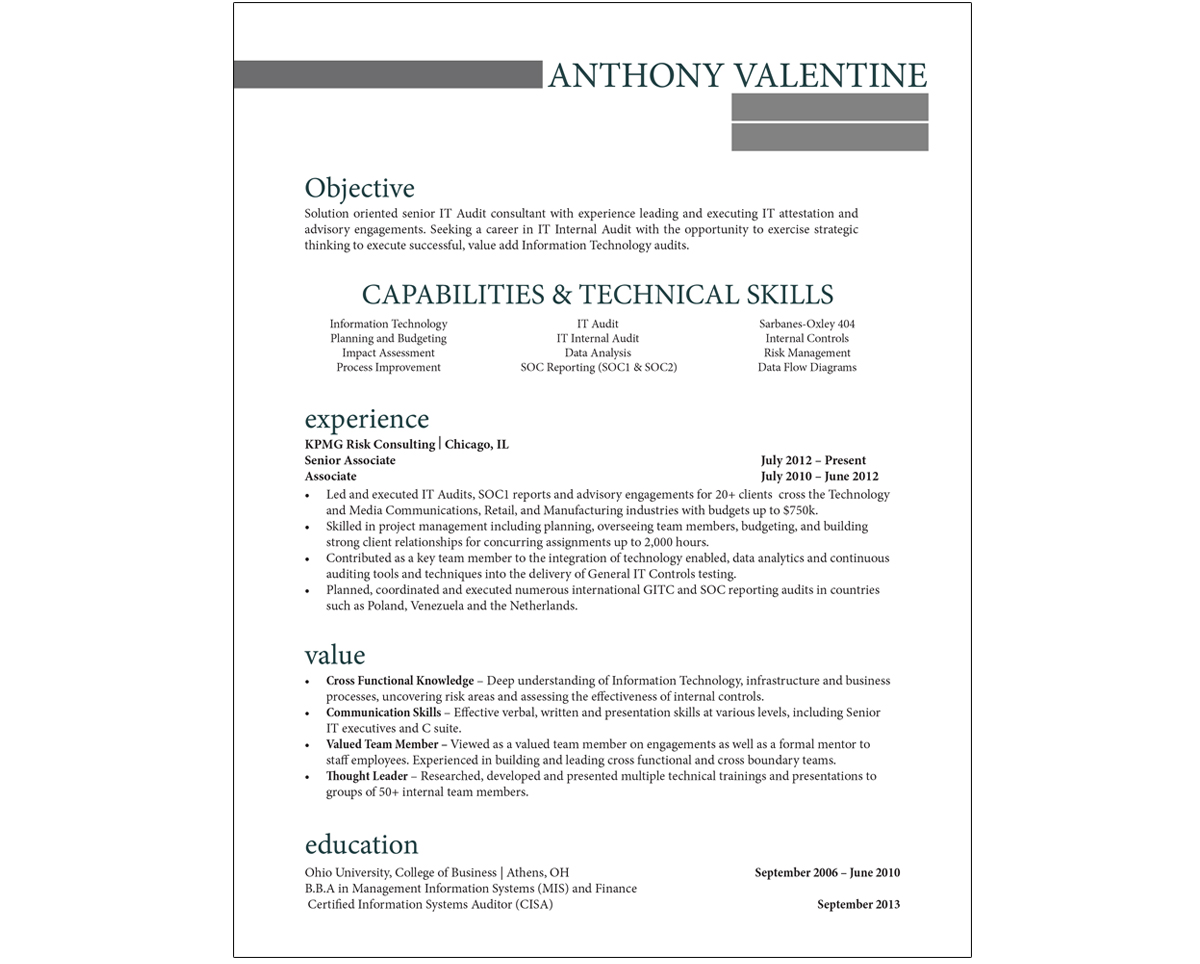 ANTHONY VALENTINE
Objective
Solution oriented senior IT Audit consultant with experience leading and executing IT attestation and
advisory engagements. Seeking a career in IT Internal Audit with the opportunity to exercise strategic
thinking to execute successful, value add Information Technology audits.
CAPABILITIES & TECHNICAL SKILLS
Information Technology
Planning and Budgeting
Impact Assessment
Process Improvement
IT Audit
IT Internal Audit
Data Analysis
SOC Reporting (SOC1 & SOC2)
Sarbanes-Oxley 404
Internal Controls
Risk Management
Data Flow Diagrams
experience
KPMG Risk Consulting | Chicago, IL
Senior Associate July 2012 – Present
Associate July 2010 – June 2012
• Led and executed IT Audits, SOC1 reports and advisory engagements for 20+ clients cross the Technology
and Media Communications, Retail, and Manufacturing industries with budgets up to $750k.
• Skilled in project management including planning, overseeing team members, budgeting, and building
strong client relationships for concurring assignments up to 2,000 hours.
• Contributed as a key team member to the integration of technology enabled, data analytics and continuous
auditing tools and techniques into the delivery of General IT Controls testing.
• Planned, coordinated and executed numerous international GITC and SOC reporting audits in countries
such as Poland, Venezuela and the Netherlands.
value
• Cross Functional Knowledge – Deep understanding of Information Technology, infrastructure and business
processes, uncovering risk areas and assessing the effectiveness of internal controls.
• Communication Skills – Effective verbal, written and presentation skills at various levels, including Senior
IT executives and C suite.
• Valued Team Member – Viewed as a valued team member on engagements as well as a formal mentor to
staff employees. Experienced in building and leading cross functional and cross boundary teams.
• Thought Leader – Researched, developed and presented multiple technical trainings and presentations to
groups of 50+ internal team members.
education
Ohio University, College of Business | Athens, OH September 2006 – June 2010
B.B.A in Management Information Systems (MIS) and Finance
Certified Information Systems Auditor (CISA) September 2013